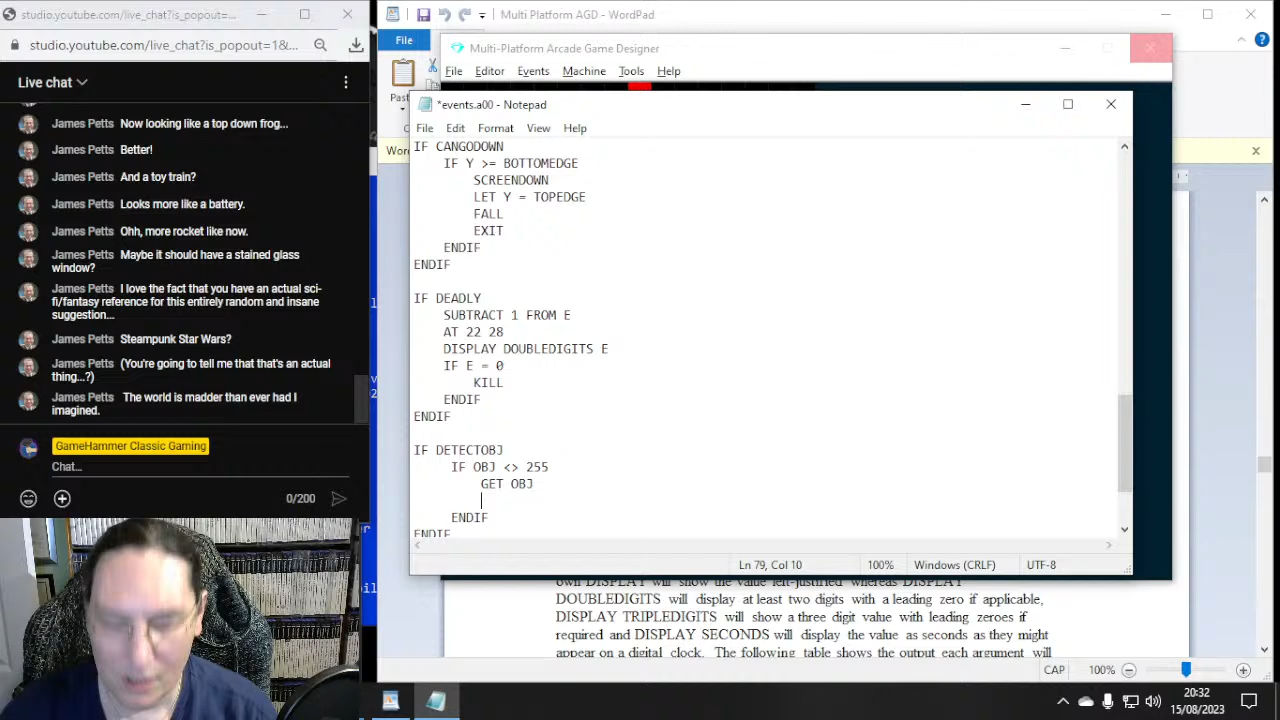 studio.youtube.com/live_chat?is_popout=...
studio.youtube.com/live_chat?is_popout=1&...
Live chat
James Petts Now looking like a top down frog...
James Petts Better!
James Petts And a toy train?
James Petts Looks more like a battery.
James Petts Ohh, more rocket like now.
James Petts Maybe it should have a stained glass
window?
James Petts I love the fact that you have an actual sci-
fi/fantasy reference for this entirely random and insane
suggestion...
James Petts Steampunk Star Wars?
James Petts (You're going to tell me that that's an actual
thing...?)
James Petts The world is madder than ever had I
imagined.
GameHammer Classic Gaming
Chat...
0/200
Multi Platform AGD - WordPad
File
Past
Wor
Multi-Platform Arcade Game Designer
File Editor Events Machine Tools Help
*events.a00 - Notepad
File Edit Format View Help
IF CANGODOWN
IF Y >= BOTTOMEDGE
SCREENDOWN
LET Y = TOPEDGE
FALL
EXIT
ENDIF
ENDIF
IF DEADLY
SUBTRACT 1 FROM E
AT 22 28
DISPLAY DOUBLEDIGITS E
IF E = 0
KILL
ENDIF
ENDIF
IF DETECTOBJ
IF OBJ <> 255
GET OBJ
ENDIF
ENDIF
Ln 79, Col 10 100% Windows (CRLF) UTF-8
own DISPLAY will show the value left-justified whereas DISPLAY
DOUBLEDIGITS will display at least two digits with a leading zero if applicable,
DISPLAY TRIPLEDIGITS will show a three digit value with leading zeroes if
required and DISPLAY SECONDS will display the value as seconds as they might
appear on a digital clock. The following table shows the output each argument will
CAP 100%
20:32
15/08/2023